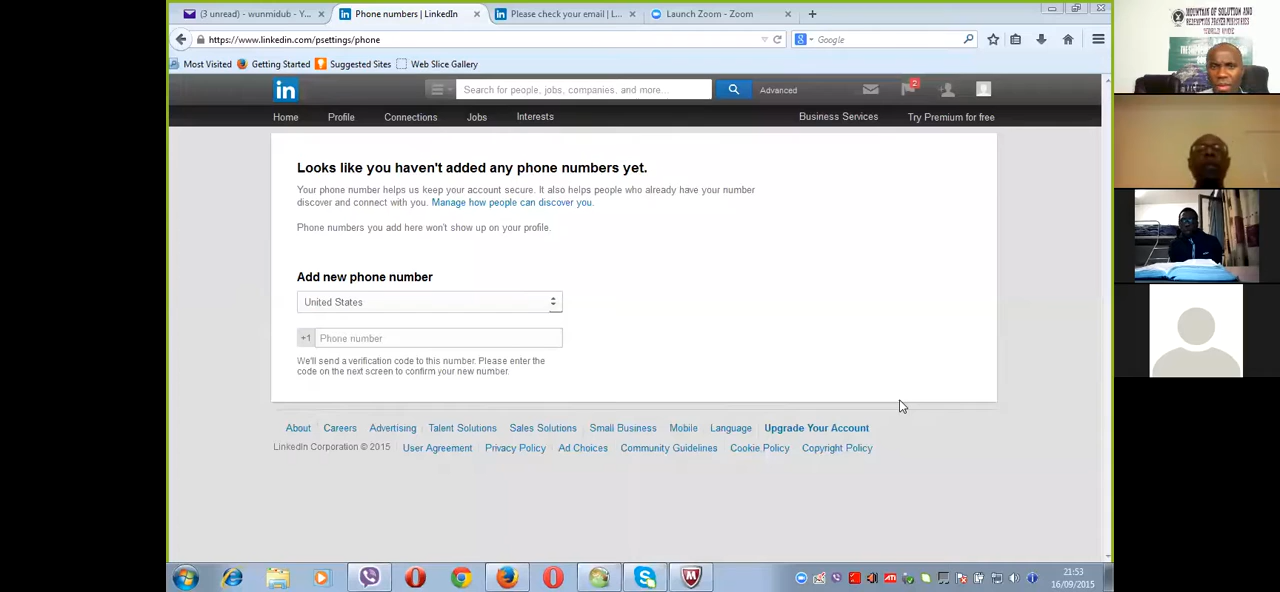 (3 unread) - wunmidub - Y...
Phone numbers | LinkedIn
Please check your email | L...
Launch Zoom - Zoom
https://www.linkedin.com/psettings/phone
Google
Most Visited
Getting Started
Suggested Sites
Web Slice Gallery
in
Search for people, jobs, companies, and more...
Advanced
2
Home
Profile
Connections
Jobs
Interests
Business Services
Try Premium for free
Looks like you haven't added any phone numbers yet.
Your phone number helps us keep your account secure. It also helps people who already have your number
discover and connect with you. Manage how people can discover you.
Phone numbers you add here won't show up on your profile.
Add new phone number
United States
+1
Phone number
We'll send a verification code to this number. Please enter the
code on the next screen to confirm your new number.
About
Careers
Advertising
Talent Solutions
Sales Solutions
Small Business
Mobile
Language
Upgrade Your Account
LinkedIn Corporation © 2015
User Agreement
Privacy Policy
Ad Choices
Community Guidelines
Cookie Policy
Copyright Policy
21:53
16/09/2015
MOUNTAIN OF SOLUTION AND
REDEMPTION PRAYER MINISTRIES